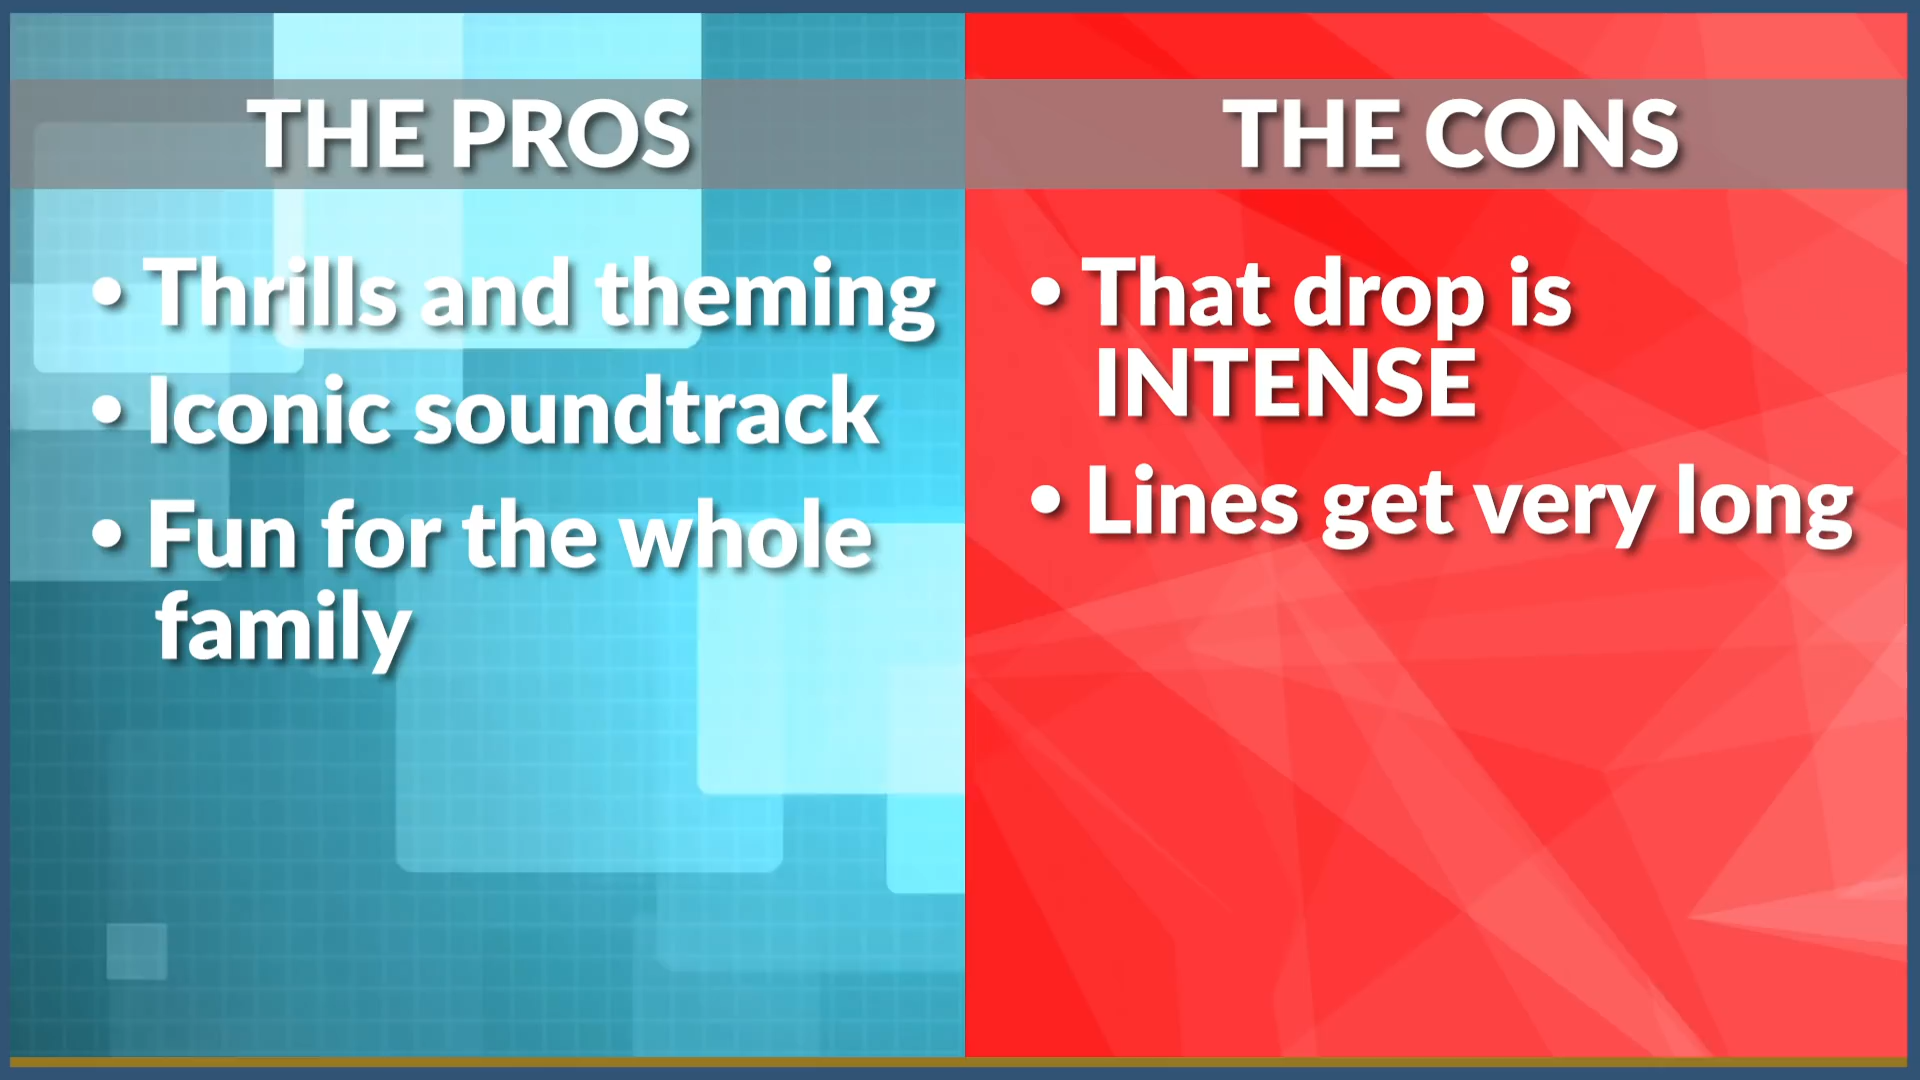 THE PROS
• Thrills and theming
• Iconic soundtrack
• Fun for the whole
family
THE CONS
• That drop is
INTENSE
• Lines get very long